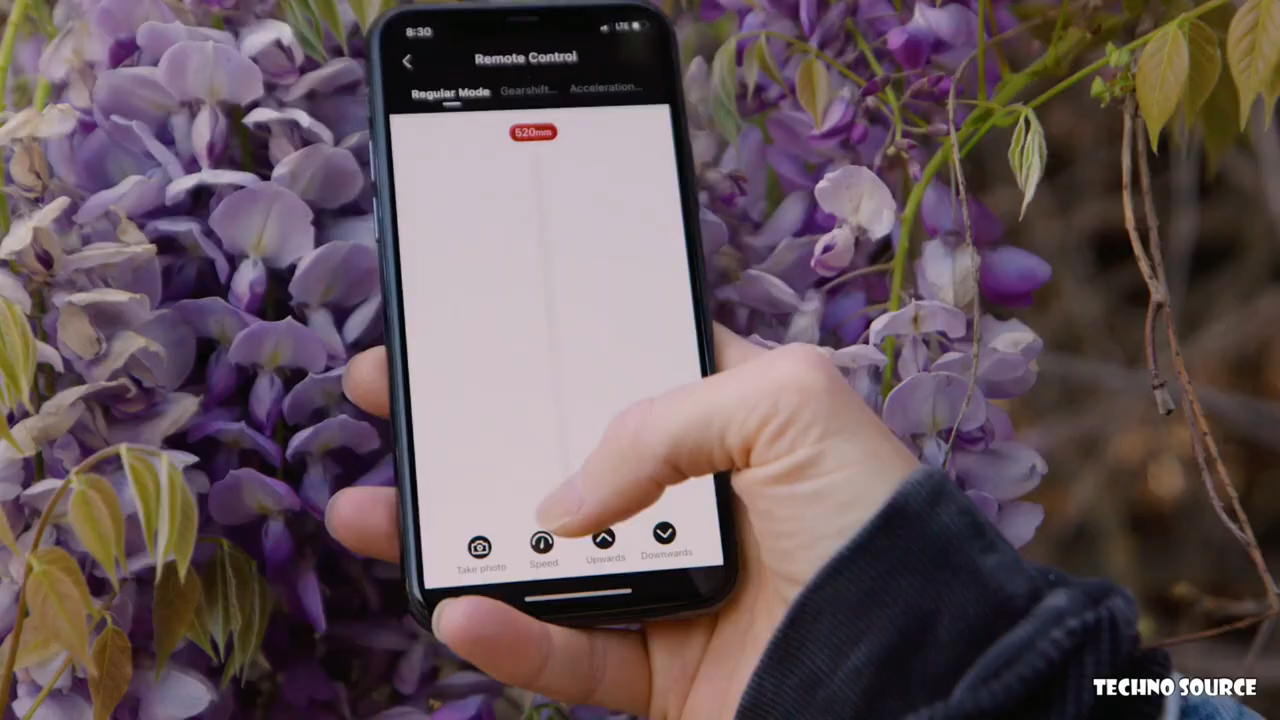 8:30 LTE
Remote Control
Regular Mode Gearshift... Acceleration...
520mm
Take photo Speed Upwards Downwards
TECHNO SOURCE